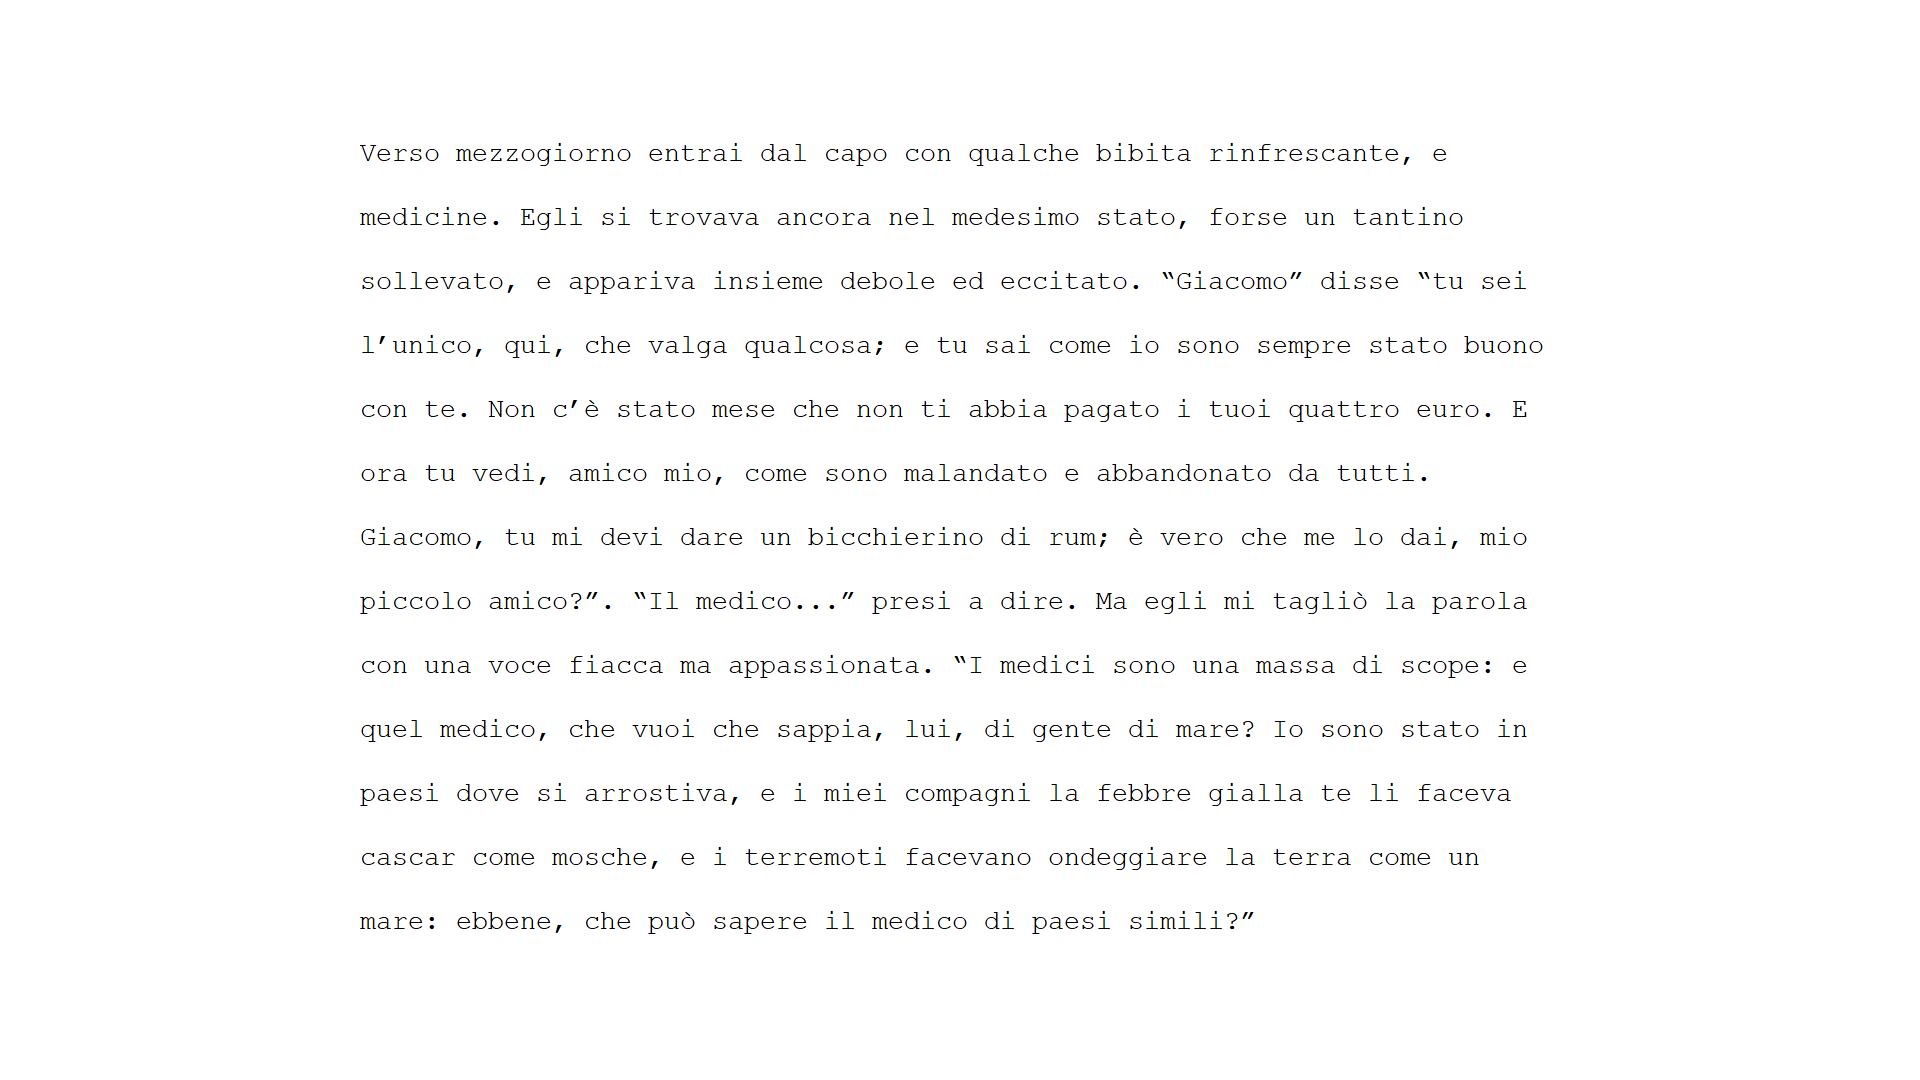 Verso mezzogiorno entrai dal capo con qualche bibita rinfrescante, e
medicine. Egli si trovava ancora nel medesimo stato, forse un tantino
sollevato, e appariva insieme debole ed eccitato. “Giacomo” disse “tu sei
l’unico, qui, che valga qualcosa; e tu sai come io sono sempre stato buono
con te. Non c’è stato mese che non ti abbia pagato i tuoi quattro euro. E
ora tu vedi, amico mio, come sono malandato e abbandonato da tutti.
Giacomo, tu mi devi dare un bicchierino di rum; è vero che me lo dai, mio
piccolo amico?”. “Il medico...” presi a dire. Ma egli mi tagliò la parola
con una voce fiacca ma appassionata. “I medici sono una massa di scope: e
quel medico, che vuoi che sappia, lui, di gente di mare? Io sono stato in
paesi dove si arrostiva, e i miei compagni la febbre gialla te li faceva
cascar come mosche, e i terremoti facevano ondeggiare la terra come un
mare: ebbene, che può sapere il medico di paesi simili?”